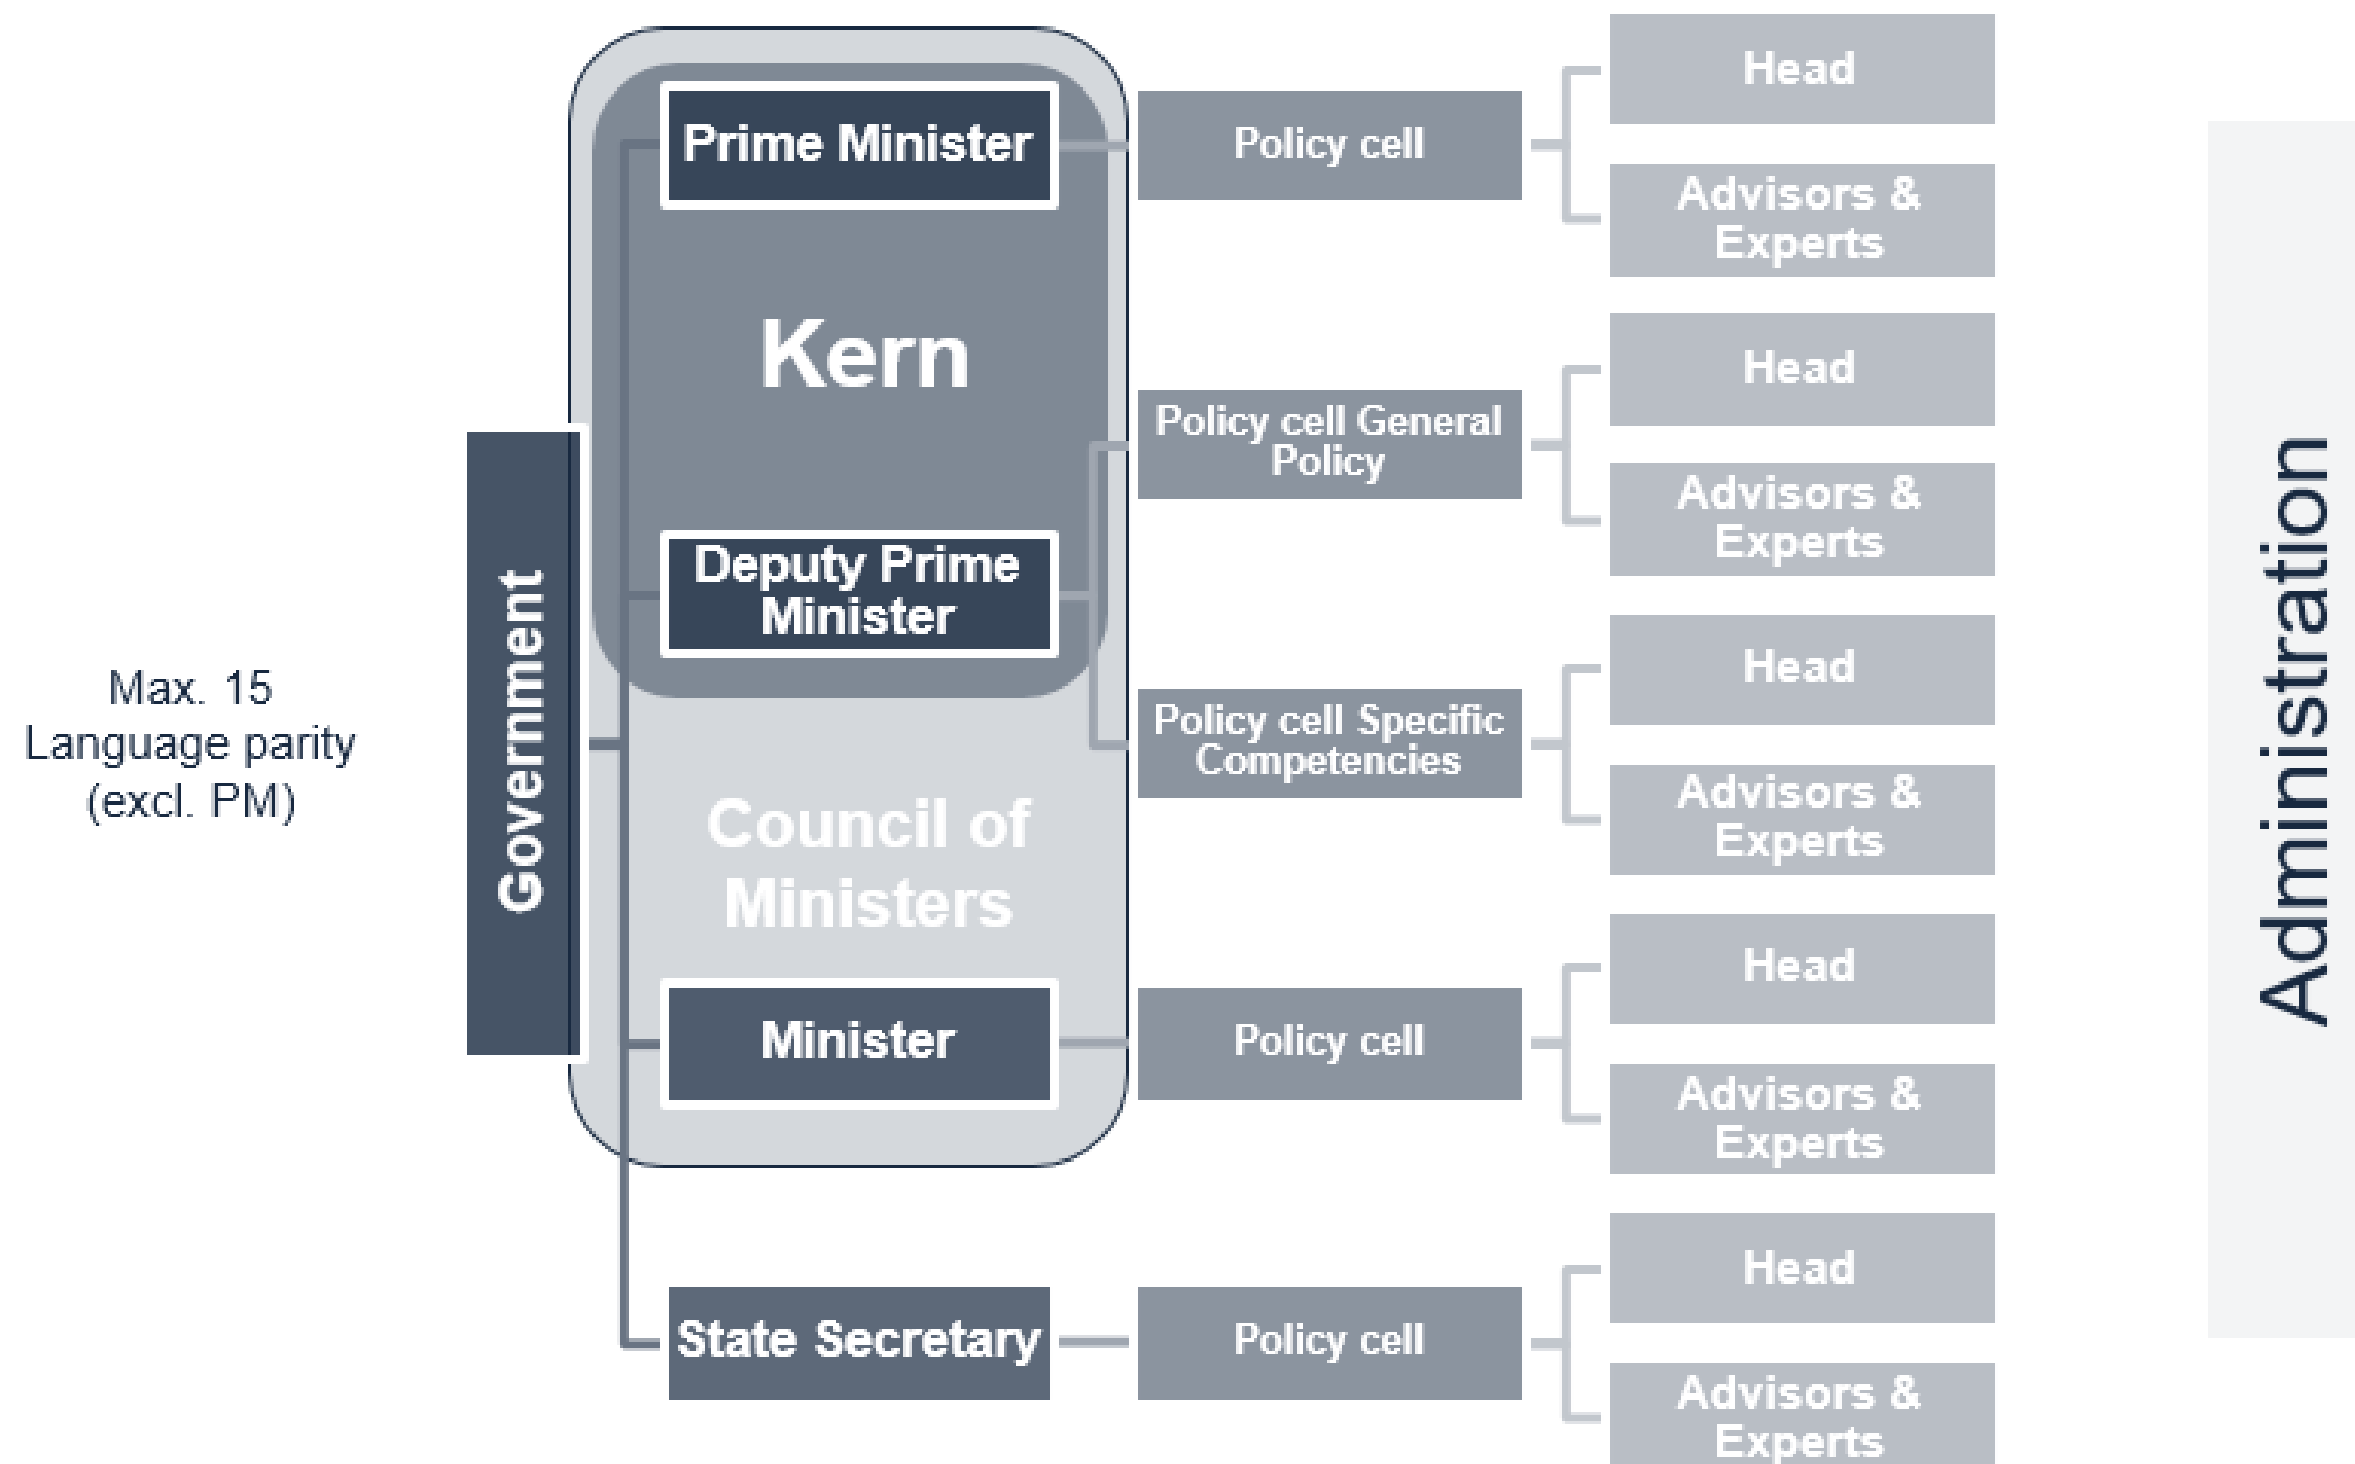 Max. 15
Language parity
(excl. PM)
Government
Prime Minister
Kern
Deputy Prime
Minister
Council of
Ministers
Minister
State Secretary
Policy cell
Policy cell General
Policy
Policy cell Specific
Competencies
Policy cell
Policy cell
Head
Advisors &
Experts
Head
Advisors &
Experts
Head
Advisors &
Experts
Head
Advisors &
Experts
Head
Advisors &
Experts
Administration